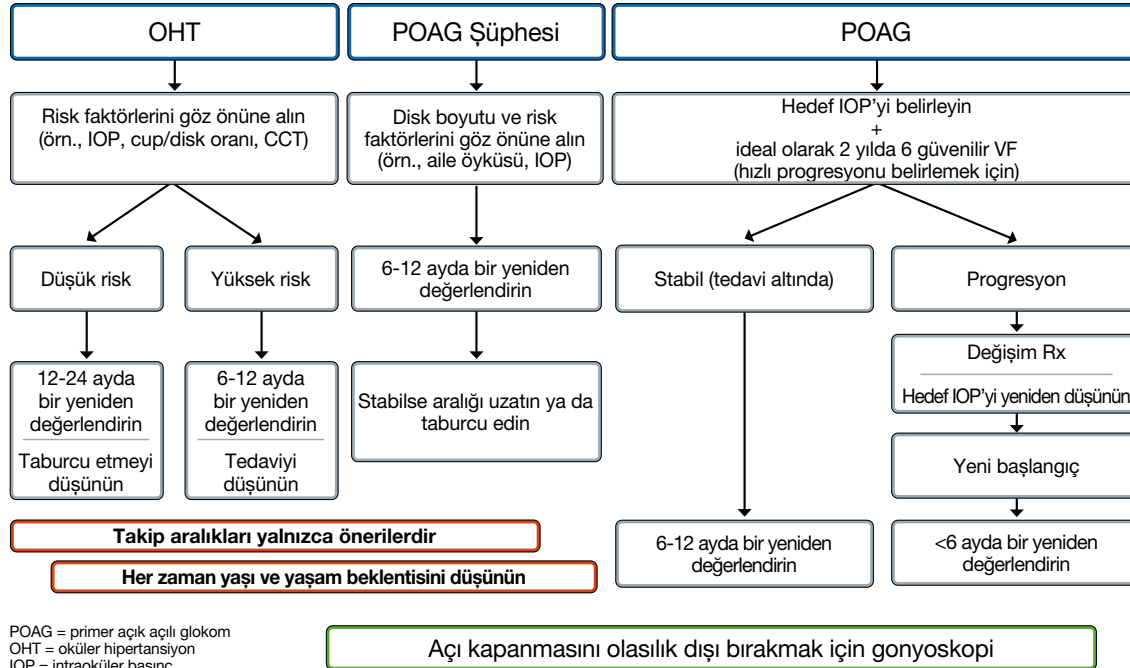 OHT
Risk faktörlerini göz önüne alın
(örn., IOP, cup/disk oranı, CCT)
Düşük risk
12-24 ayda
bir yeniden
değerlendirin
Taburcu etmeyi
düşünün
Yüksek risk
6-12 ayda
bir yeniden
değerlendirin
Tedaviyi
düşünün
POAG Şüphesi
Disk boyutu ve risk
faktörlerini göz önüne alın
(örn., aile öyküsü, IOP)
6-12 ayda bir yeniden
değerlendirin
Stabilse aralığı uzatın ya da
taburcu edin
POAG
Hedef IOP'yi belirleyin
+
ideal olarak 2 yılda 6 güvenilir VF
(hızlı progresyonu belirlemek için)
Stabil (tedavi altında)
6-12 ayda bir yeniden
değerlendirin
Progresyon
Değişim Rx
Hedef IOP'yi yeniden düşünün
Yeni başlangıç
<6 ayda bir yeniden
değerlendirin
Takip aralıkları yalnızca önerilerdir
Her zaman yaşı ve yaşam beklentisini düşünün
POAG = primer açık açılı glokom
OHT = oküler hipertansiyon
IOP = intraoküler basınç
Açı kapanmasını olasılık dışı bırakmak için gonyoskopi